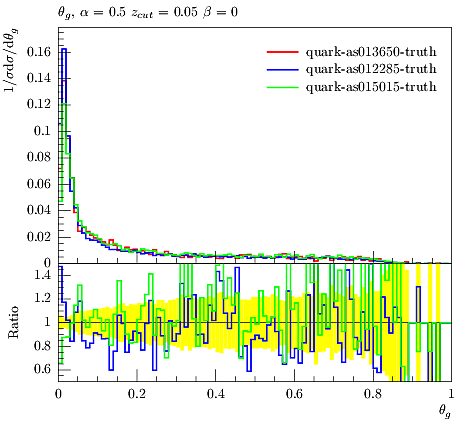 θg, α = 0.5 zcut = 0.05 β = 0
1/σdσ/dθg
quark-as013650-truth
quark-as012285-truth
quark-as015015-truth
0.16
0.14
0.12
0.1
0.08
0.06
0.04
0.02
0
Ratio
1.4
1.2
1.0
0.8
0.6
0 0.2 0.4 0.6 0.8 1
θg